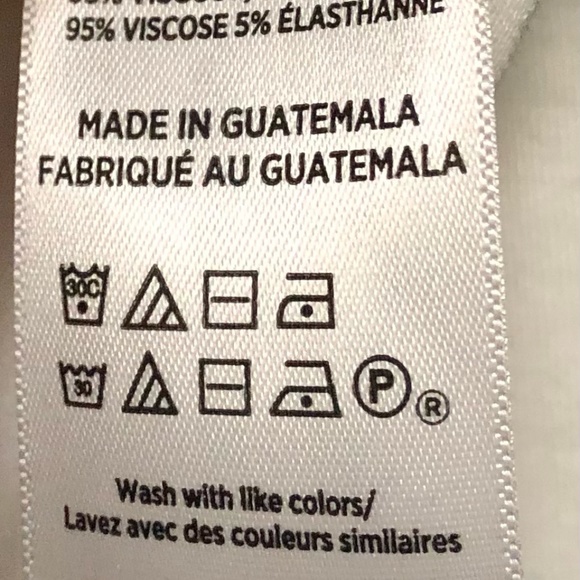 95% VISCOSE 5% ÉLASTHANNE
MADE IN GUATEMALA
FABRIQUÉ AU GUATEMALA
30C
30 P ®
Wash with like colors/
Lavez avec des couleurs similaires